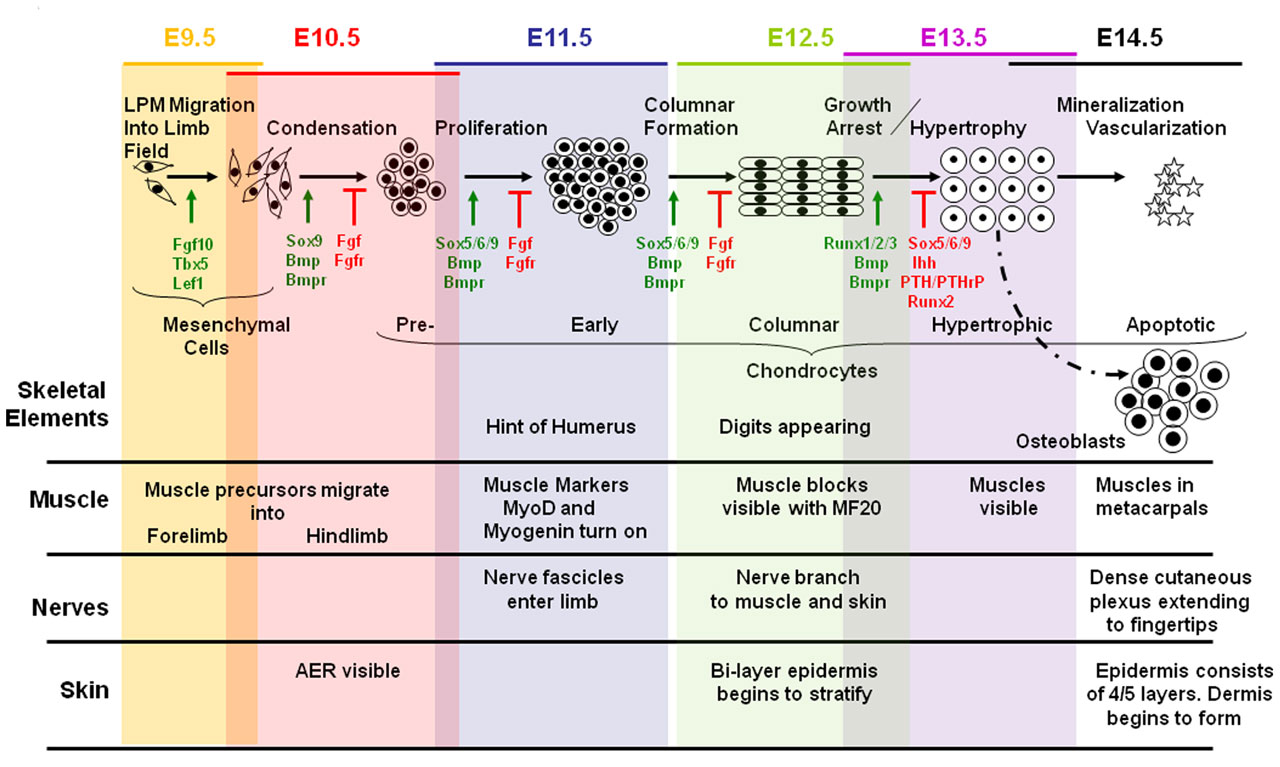 E9.5 E10.5 E11.5 E12.5 E13.5 E14.5
LPM Migration
Into Limb
Field
Condensation
Proliferation
Columnar
Formation
Growth
Arrest
Hypertrophy
Mineralization
Vascularization
Fgf10
Tbx5
Lef1
Sox9
Bmp
Bmpr
Fgf
Fgfr
Sox5/6/9
Bmp
Bmpr
Fgf
Fgfr
Sox5/6/9
Bmp
Bmpr
Fgf
Fgfr
Runx1/2/3
Bmp
Bmpr
Sox5/6/9
Ihh
PTH/PTHrP
Runx2
Mesenchymal
Cells
Pre- Early Columnar Hypertrophic Apoptotic
Chondrocytes
Skeletal
Elements
Hint of Humerus
Digits appearing
Osteoblasts
Muscle
Muscle precursors migrate
into
Forelimb Hindlimb
Muscle Markers
MyoD and
Myogenin turn on
Muscle blocks
visible with MF20
Muscles
visible
Muscles in
metacarpals
Nerves
Nerve fascicles
enter limb
Nerve branch
to muscle and skin
Dense cutaneous
plexus extending
to fingertips
Skin
AER visible
Bi-layer epidermis
begins to stratify
Epidermis consists
of 4/5 layers. Dermis
begins to form